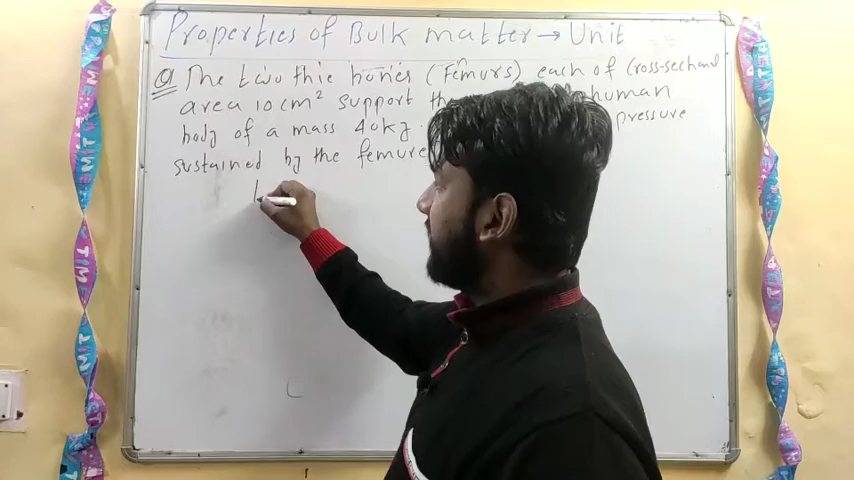 Properties of Bulk matter → Unit
Q The two thie bones (Femurs) each of Cross-sectional
area 10 cm² support the human
body of a mass 40kg. pressure
sustained by the femure